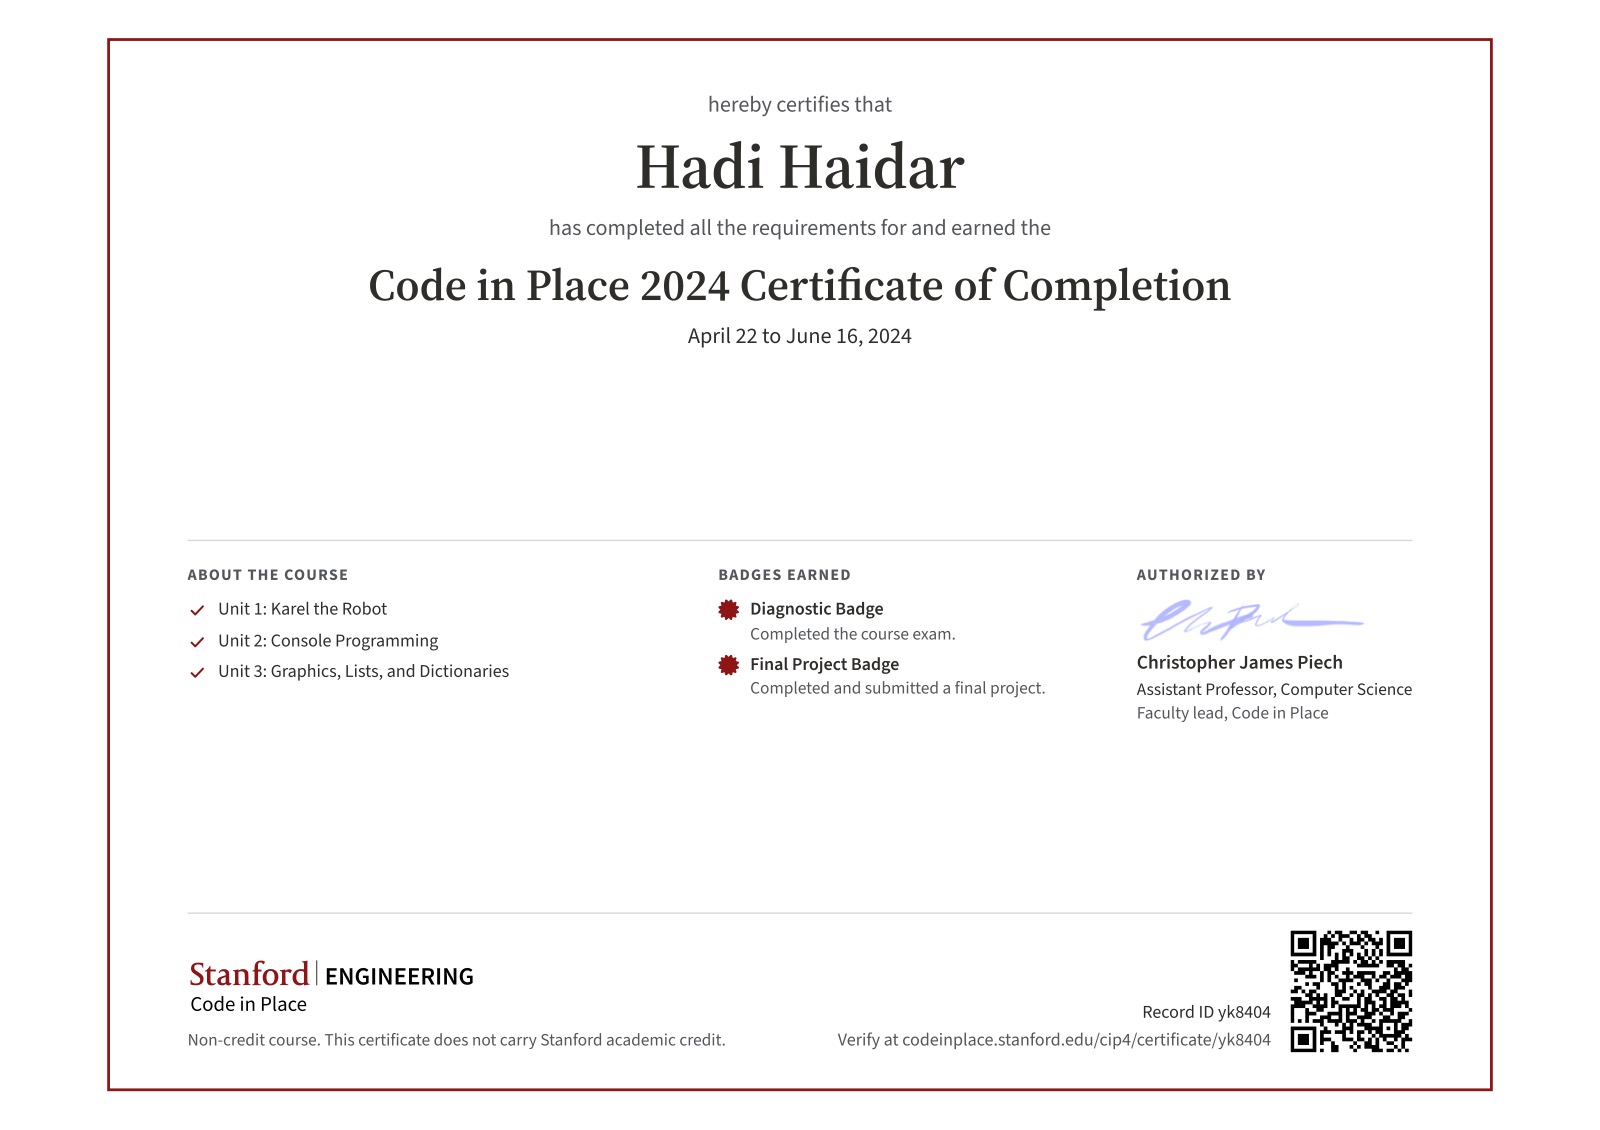 hereby certifies that
Hadi Haidar
has completed all the requirements for and earned the
Code in Place 2024 Certificate of Completion
April 22 to June 16, 2024
ABOUT THE COURSE
Unit 1: Karel the Robot
Unit 2: Console Programming
Unit 3: Graphics, Lists, and Dictionaries
BADGES EARNED
Diagnostic Badge
Completed the course exam.
Final Project Badge
Completed and submitted a final project.
AUTHORIZED BY
Christopher James Piech
Assistant Professor, Computer Science
Faculty lead, Code in Place
Stanford | ENGINEERING
Code in Place
Non-credit course. This certificate does not carry Stanford academic credit.
Record ID yk8404
Verify at codeinplace.stanford.edu/cip4/certificate/yk8404